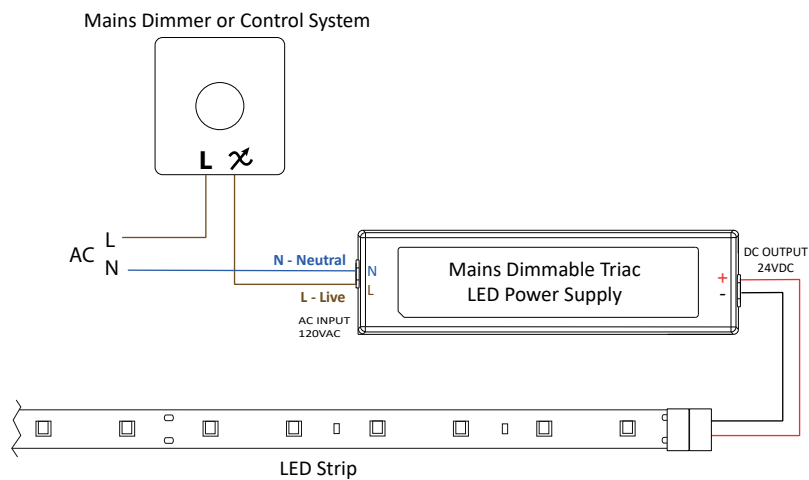 Mains Dimmer or Control System
L
AC
L
N
N - Neutral
L - Live
AC INPUT
120VAC
N
L
Mains Dimmable Triac
LED Power Supply
+
-
DC OUTPUT
24VDC
LED Strip